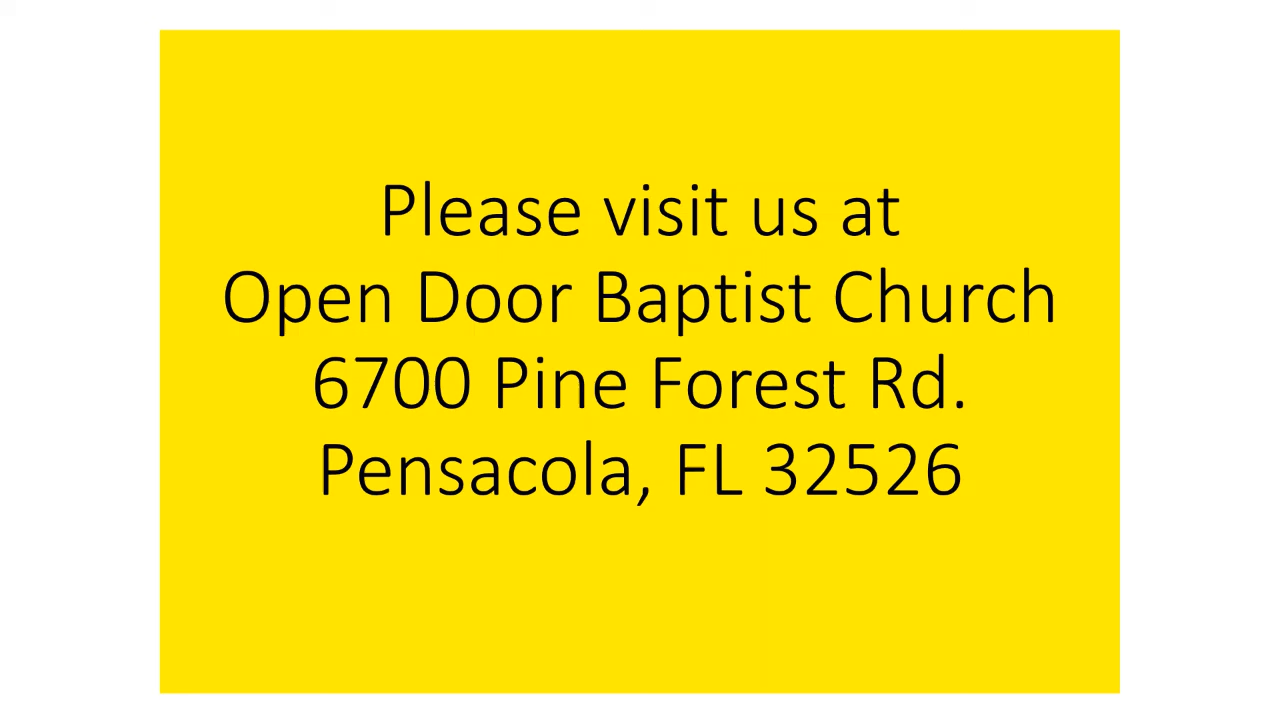 Please visit us at
Open Door Baptist Church
6700 Pine Forest Rd.
Pensacola, FL 32526